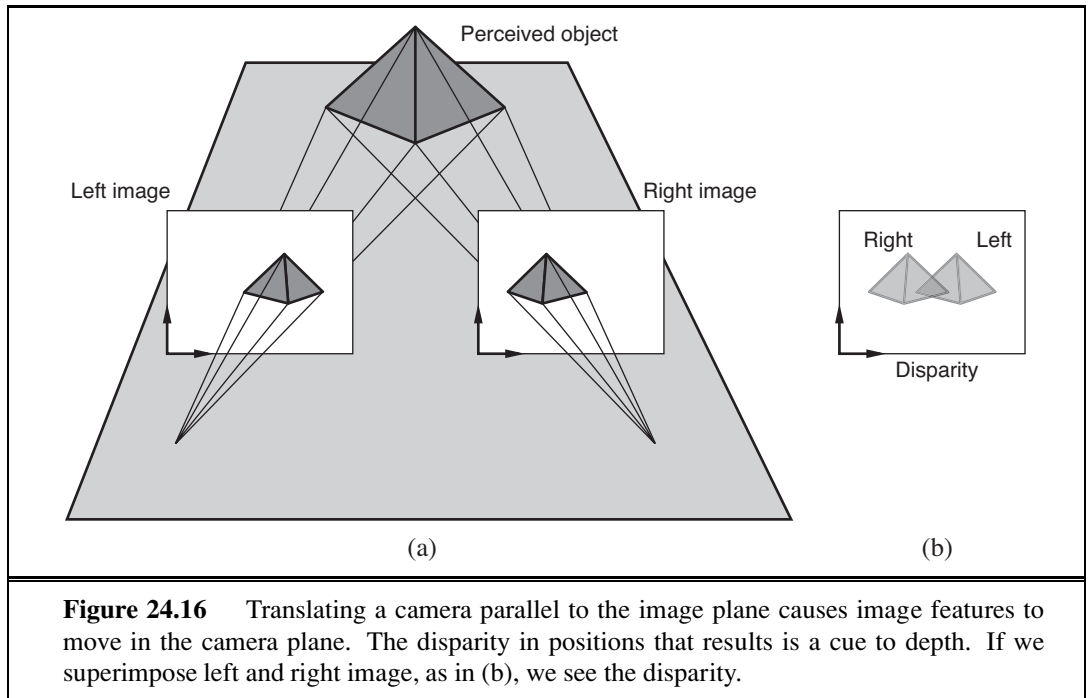 Perceived object
Left image
Right image
Right
Left
Disparity
(a)
(b)
Figure 24.16 Translating a camera parallel to the image plane causes image features to
move in the camera plane. The disparity in positions that results is a cue to depth. If we
superimpose left and right image, as in (b), we see the disparity.